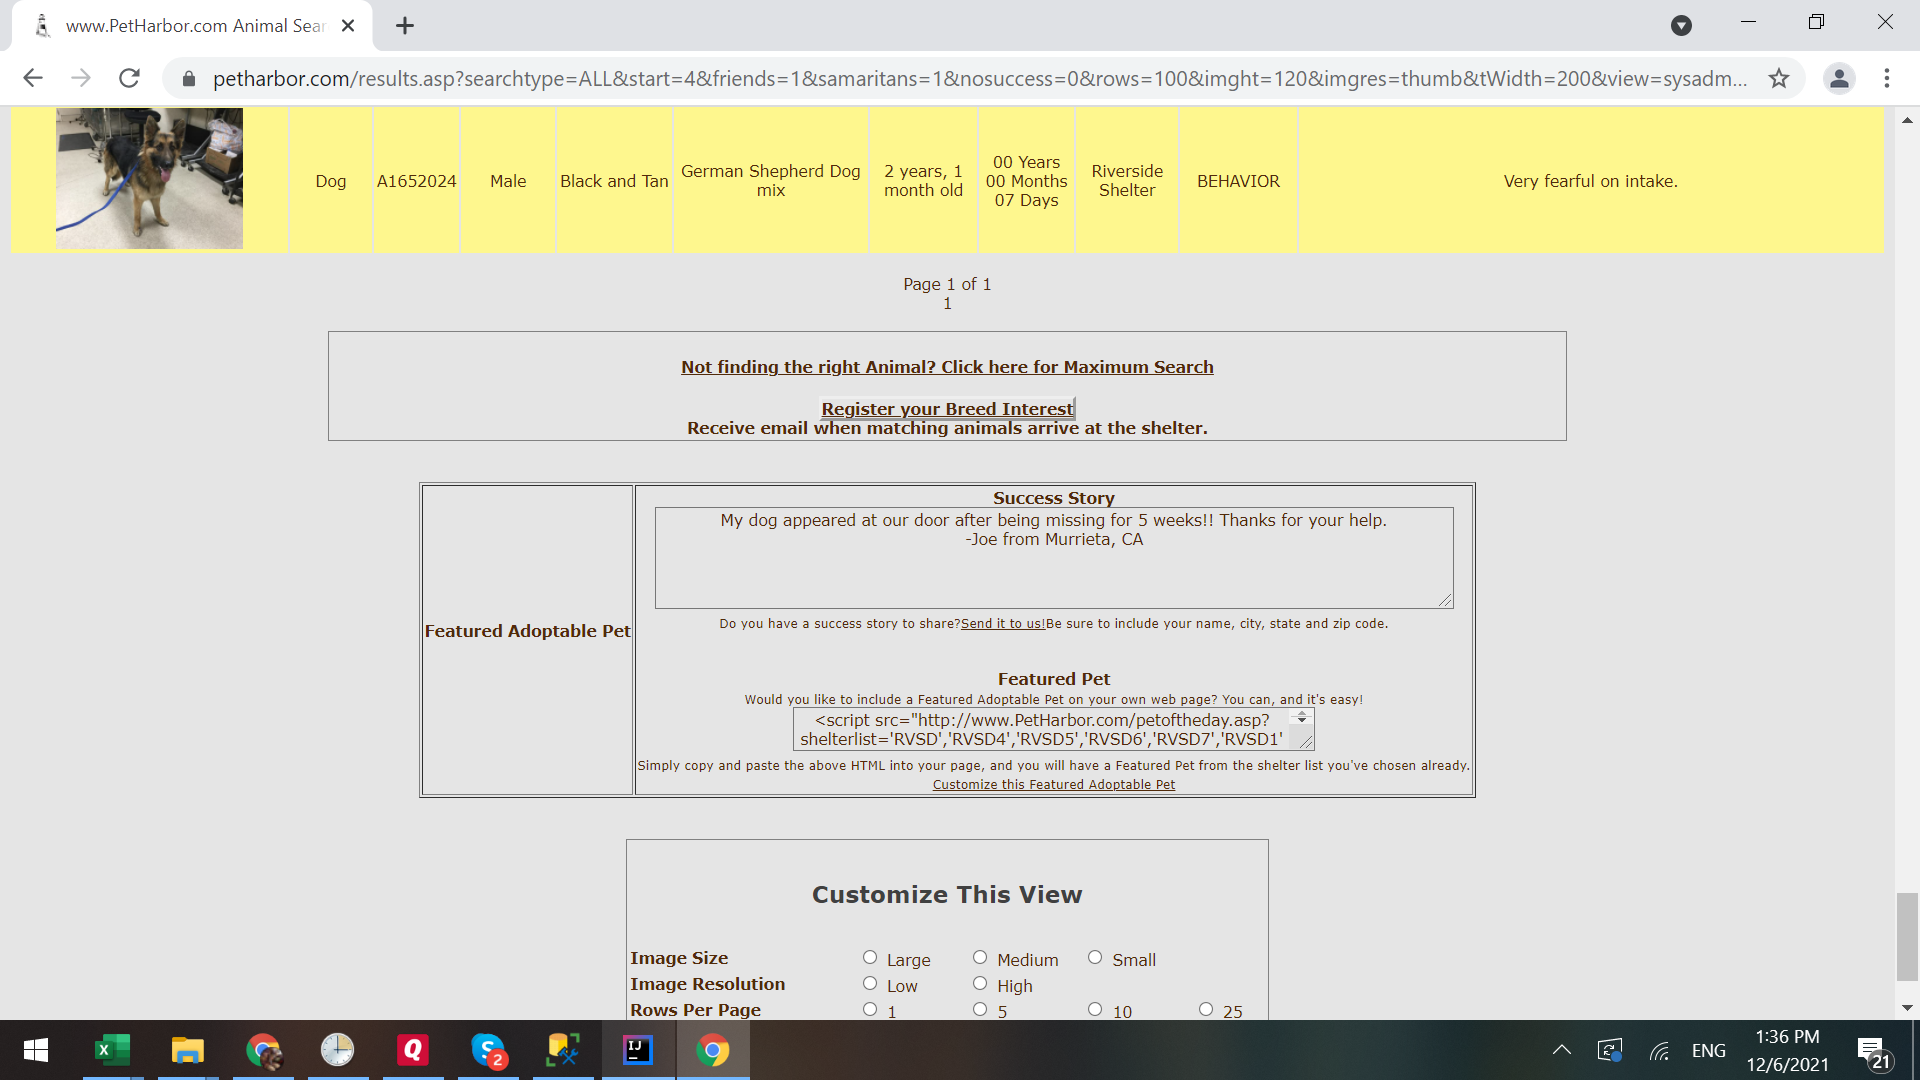 www.PetHarbor.com Animal Sear
petharbor.com/results.asp?searchtype=ALL&start=4&friends=1&samaritans=1&nosuccess=0&rows=100&imght=120&imgres=thumb&tWidth=200&view=sysadm...
Dog
A1652024
Male
Black and Tan
German Shepherd Dog
mix
2 years, 1
month old
00 Years
00 Months
07 Days
Riverside
Shelter
BEHAVIOR
Very fearful on intake.
Page 1 of 1
1
Not finding the right Animal? Click here for Maximum Search
Register your Breed Interest
Receive email when matching animals arrive at the shelter.
Featured Adoptable Pet
Success Story
My dog appeared at our door after being missing for 5 weeks!! Thanks for your help.
-Joe from Murrieta, CA
Do you have a success story to share?Send it to us!Be sure to include your name, city, state and zip code.
Featured Pet
Would you like to include a Featured Adoptable Pet on your own web page? You can, and it's easy!
<script src="http://www.PetHarbor.com/petoftheday.asp?
shelterlist='RVSD','RVSD4','RVSD5','RVSD6','RVSD7','RVSD1'
Simply copy and paste the above HTML into your page, and you will have a Featured Pet from the shelter list you've chosen already.
Customize this Featured Adoptable Pet
Customize This View
Image Size Large Medium Small
Image Resolution Low High
Rows Per Page 1 5 10 25
X
Q
S 2
IJ
ENG
1:36 PM
12/6/2021
21